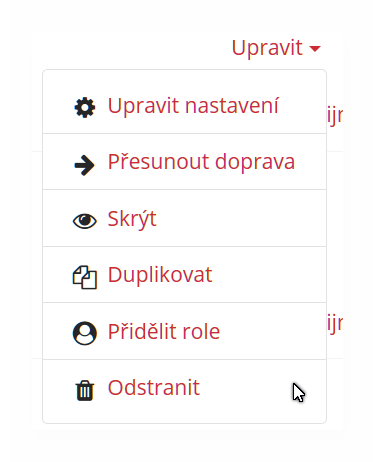 Upravit
Upravit nastavení
Přesunout doprava
Skrýt
Duplikovat
Přidělit role
Odstranit